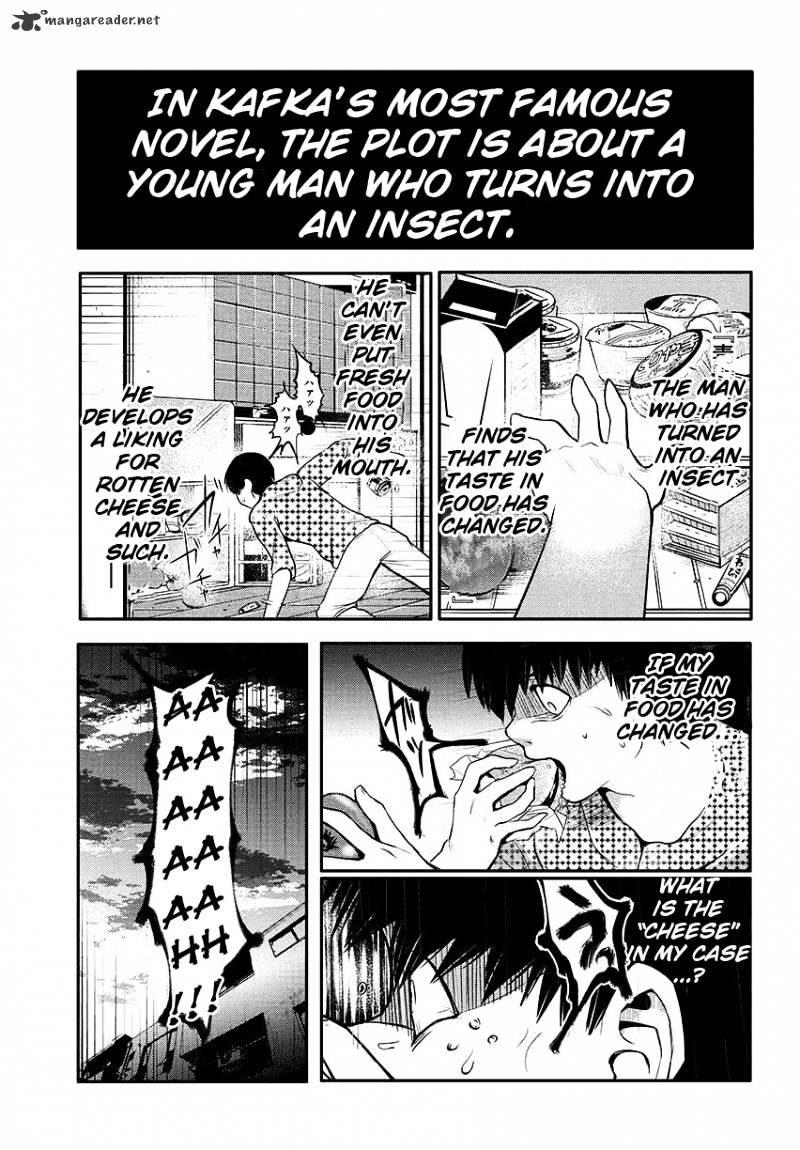 mangareader.net
IN KAFKA'S MOST FAMOUS
NOVEL, THE PLOT IS ABOUT A
YOUNG MAN WHO TURNS INTO
AN INSECT.
THE MAN
WHO HAS
TURNED
INTO AN
INSECT
FINDS
THAT HIS
TASTE IN
FOOD HAS
CHANGED.
HE
CAN'T
EVEN
PUT
FRESH
FOOD
INTO
HIS
MOUTH.
HE
DEVELOPS
A LIKING
FOR
ROTTEN
CHEESE
AND
SUCH.
IF MY
TASTE IN
FOOD HAS
CHANGED...
WHAT
IS THE
"CHEESE"
IN MY CASE
...?
AA
AA
AA
AA
AA
HH
!!!